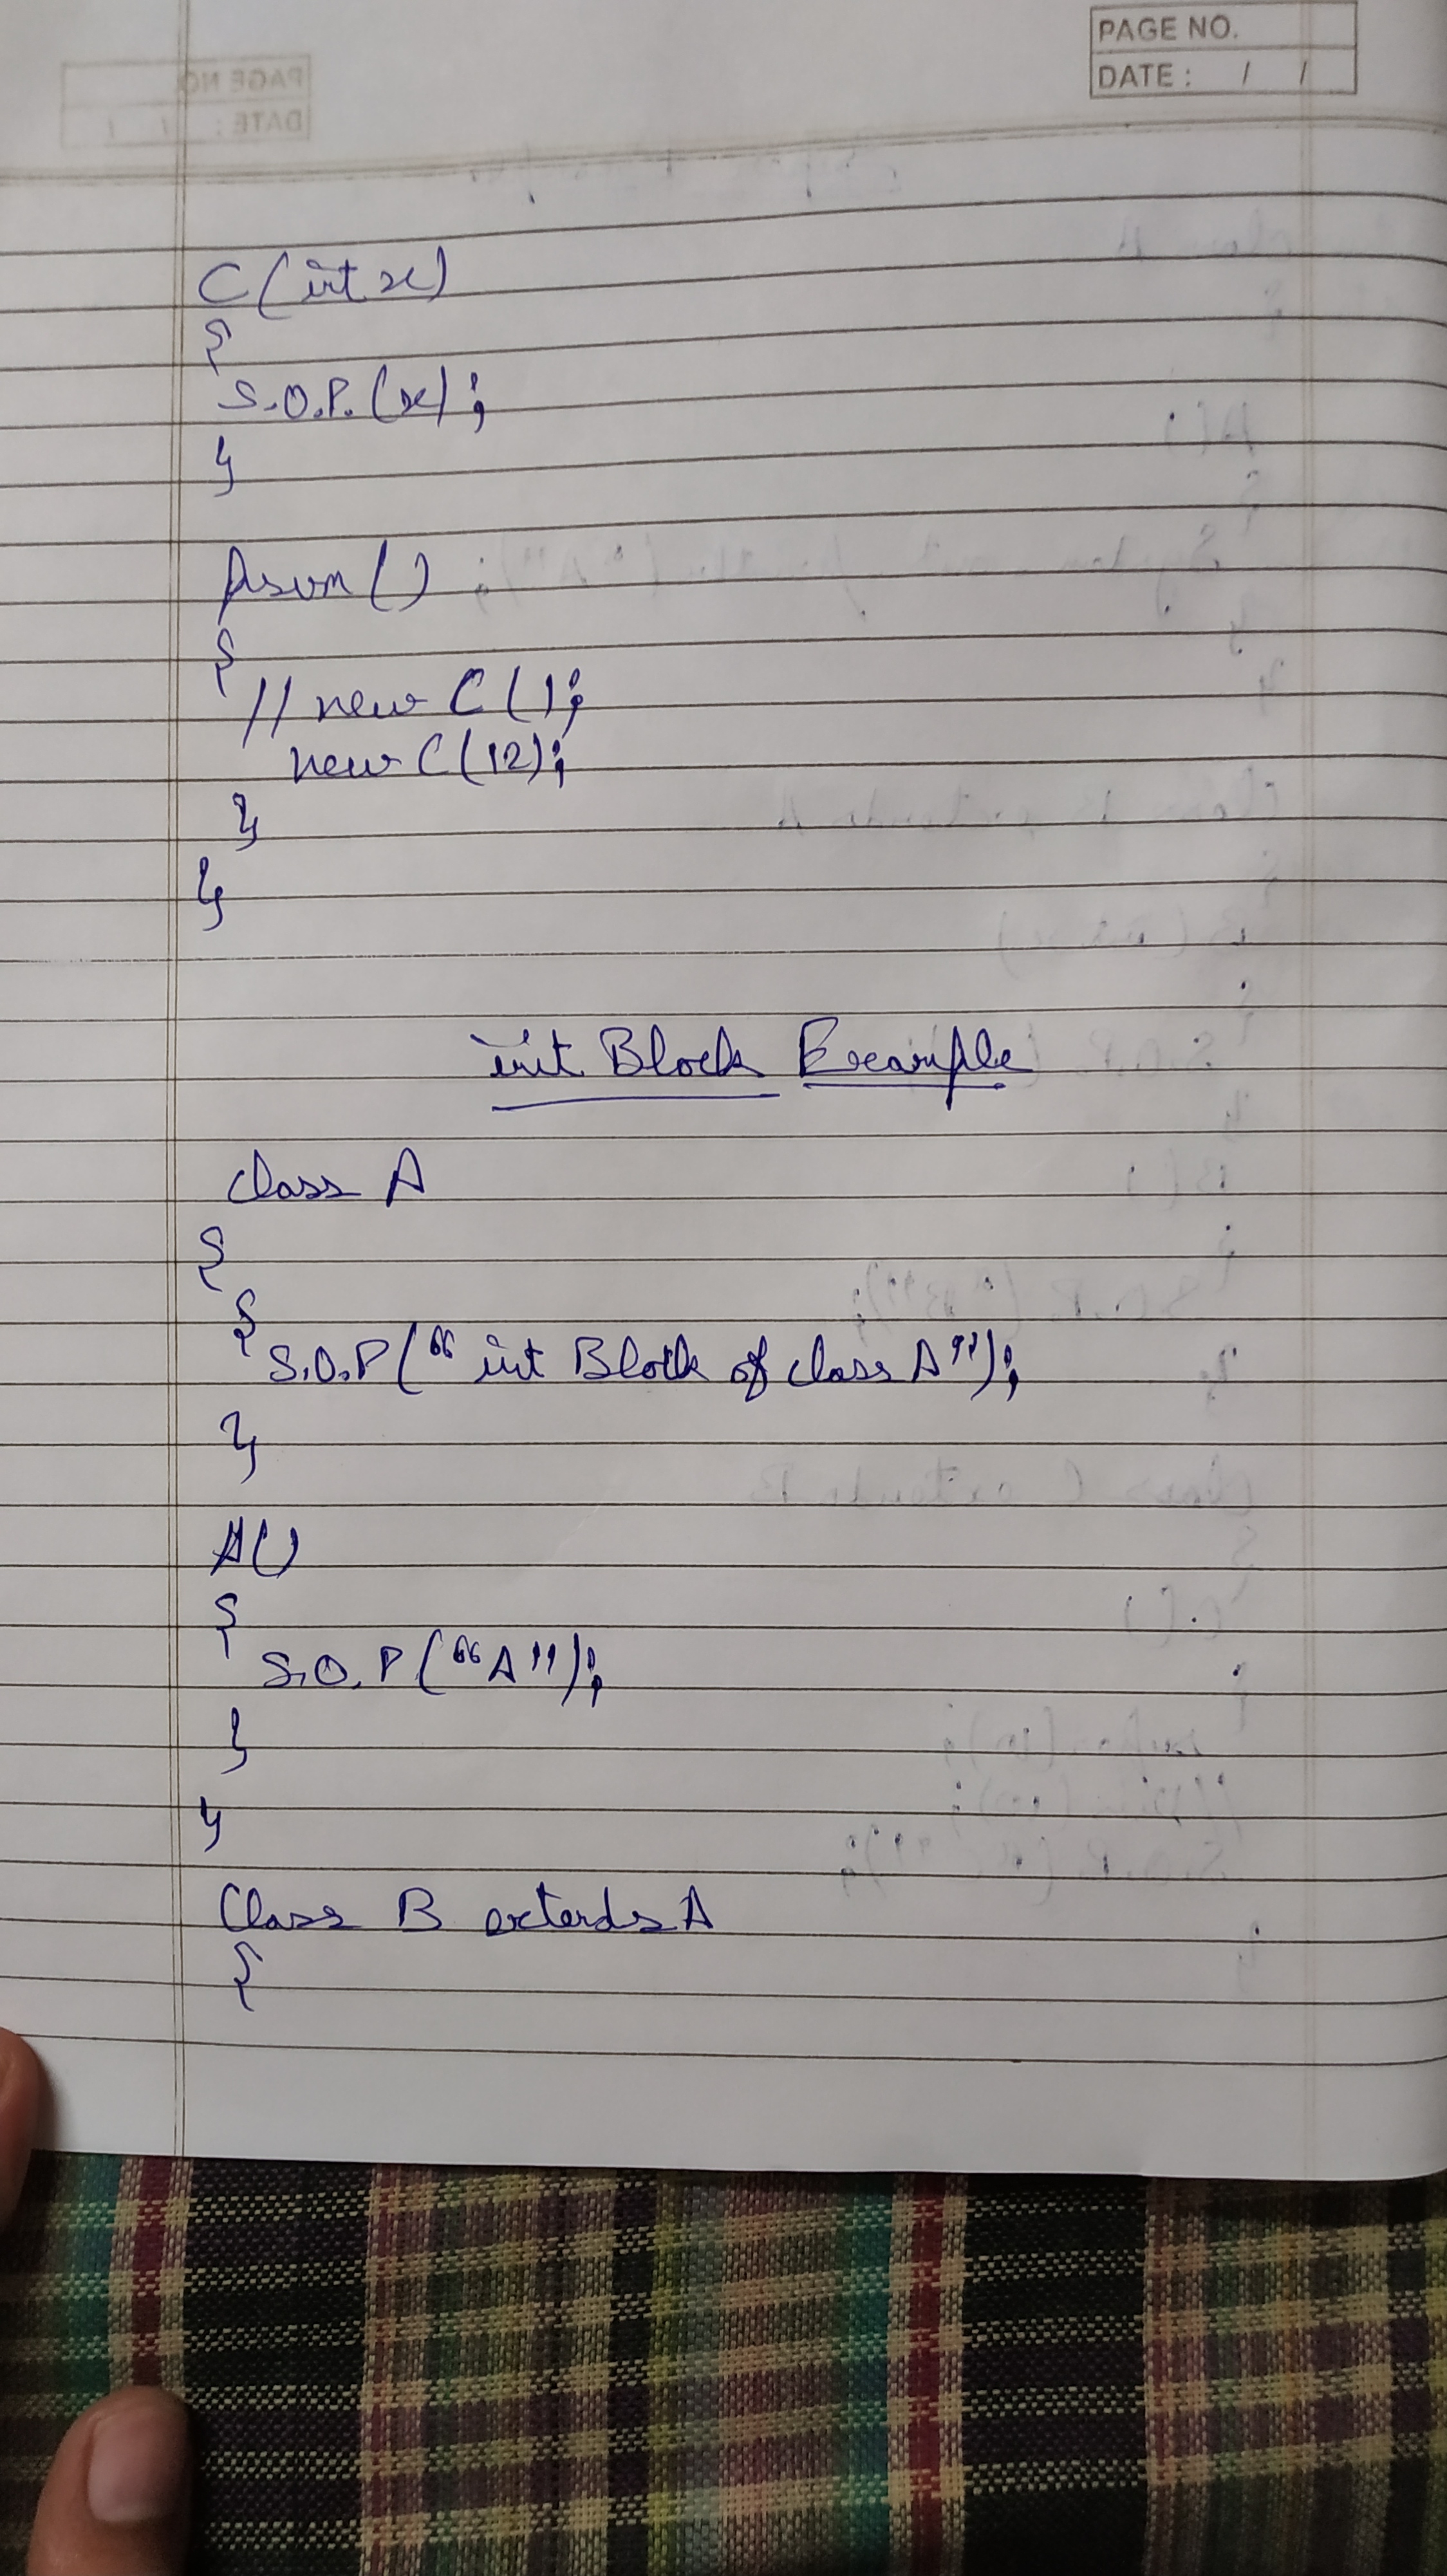 PAGE NO.
DATE : / /
C (int x)
{
S.O.P. (x);
}
psvm ()
{
// new C ();
new C (12);
}
}
init Block Example
class A
{
{
S.O.P (“ init Block of class A”);
}
A()
{
S.O.P (“A”);
}
}
Class B extends A
{